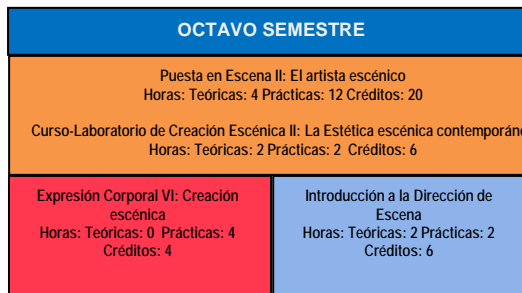 OCTAVO SEMESTRE
Puesta en Escena II: El artista escénico
Horas: Teóricas: 4 Prácticas: 12 Créditos: 20
Curso-Laboratorio de Creación Escénica II: La Estética escénica contemporáne
Horas: Teóricas: 2 Prácticas: 2 Créditos: 6
Expresión Corporal VI: Creación
escénica
Horas: Teóricas: 0 Prácticas: 4
Créditos: 4
Introducción a la Dirección de
Escena
Horas: Teóricas: 2 Prácticas: 2
Créditos: 6